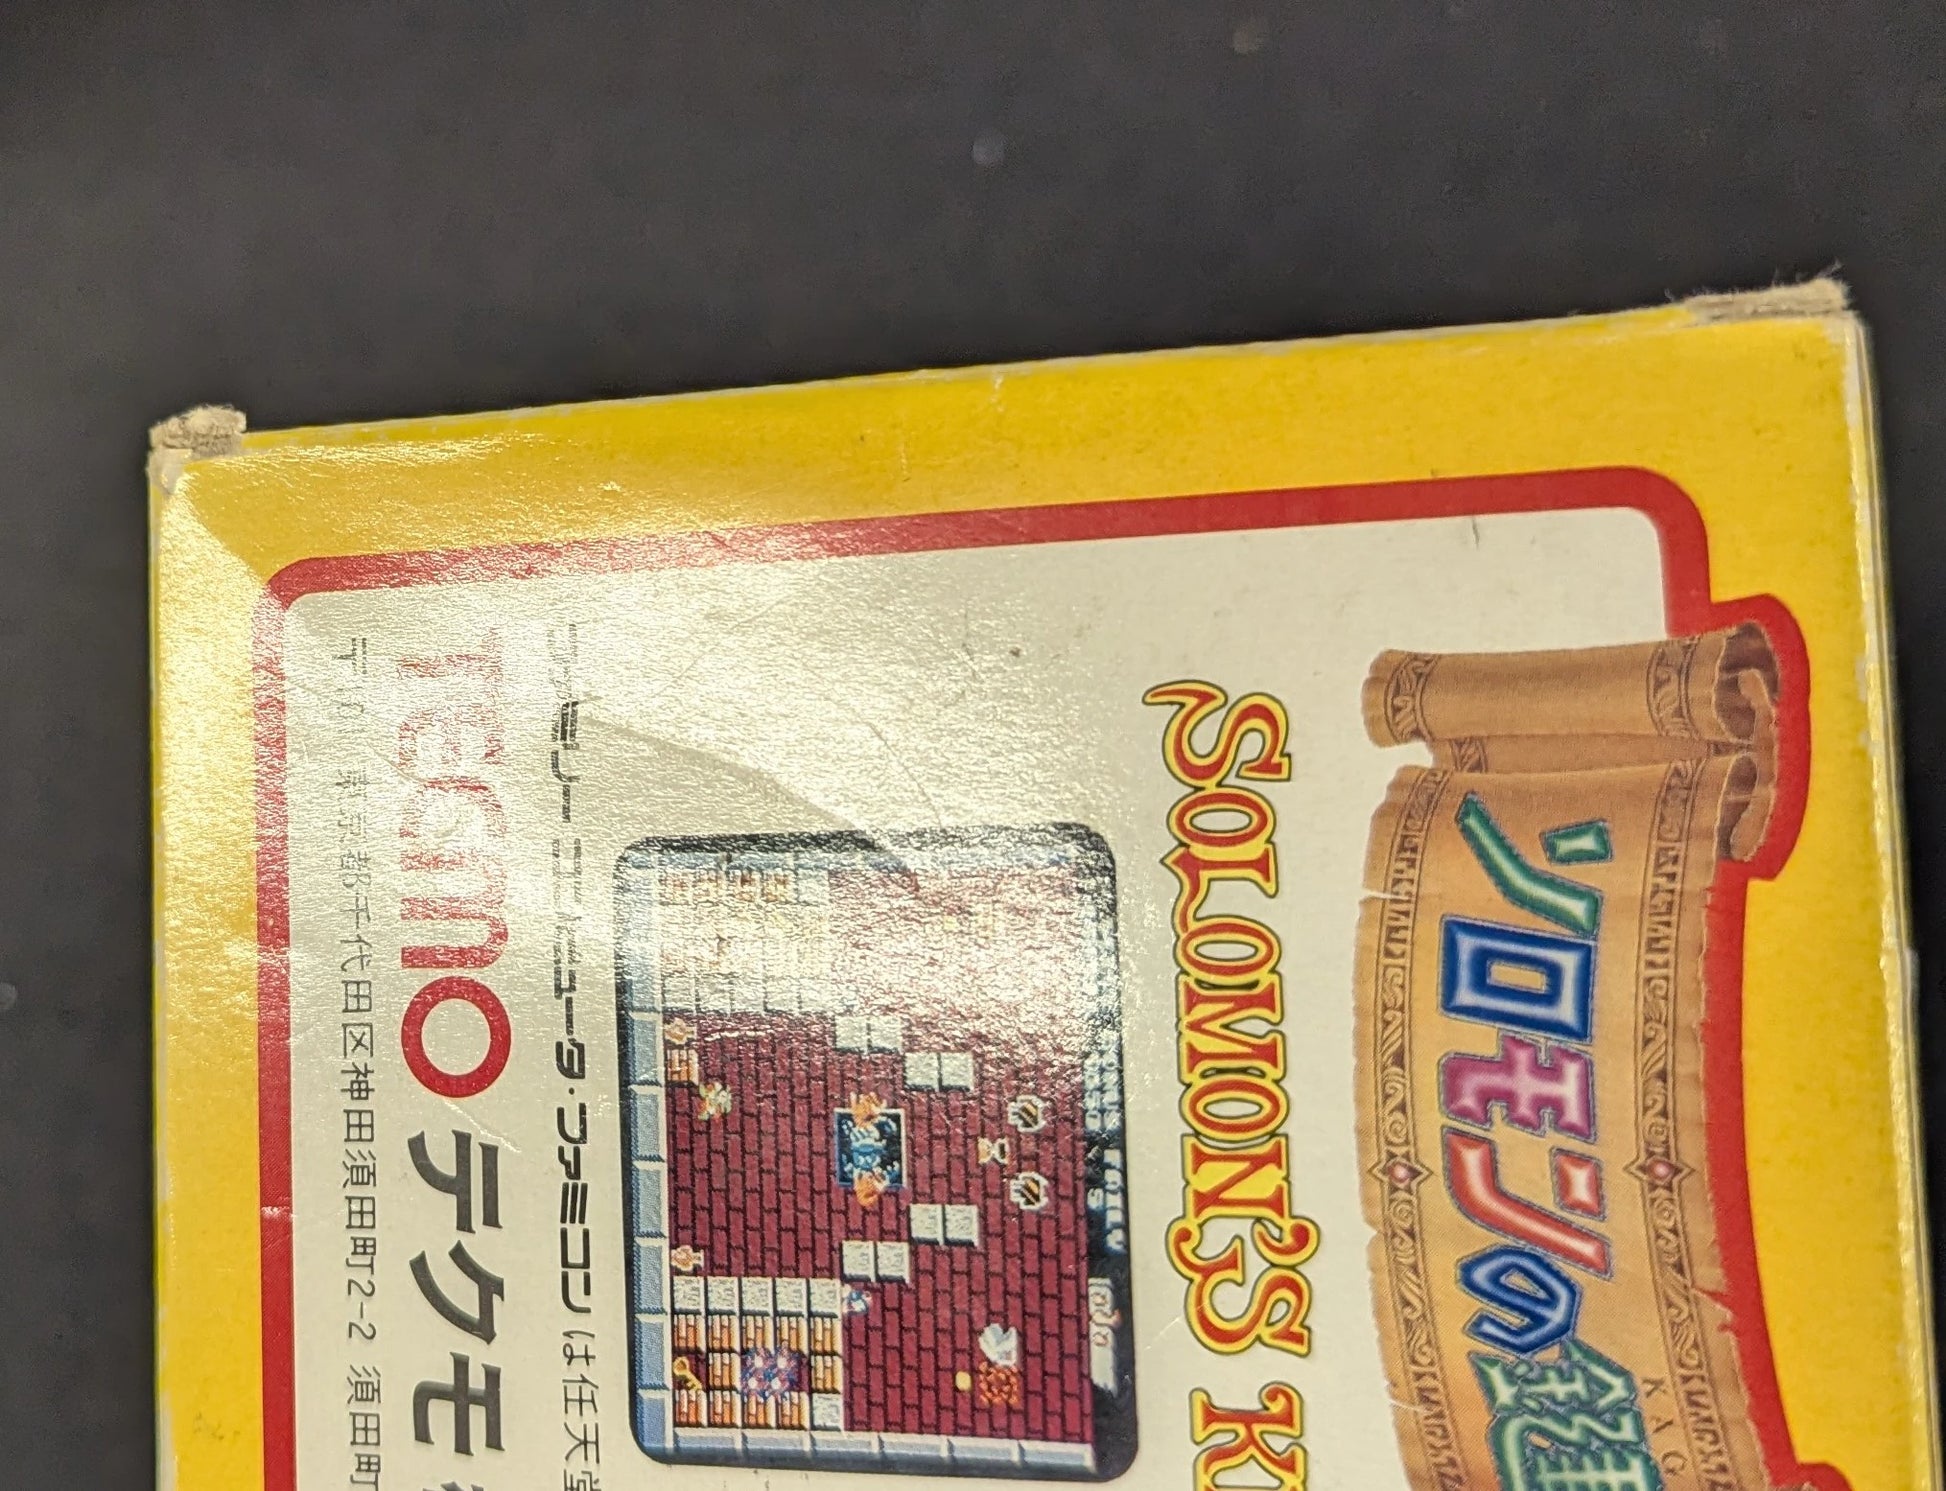 ソロモンの鍵
KAG
SOLOMON'S K
ファミリーコンピュータ・ファミコンは任天堂
TECMO テクモ
東京都千代田区神田須田町2-2 須田町